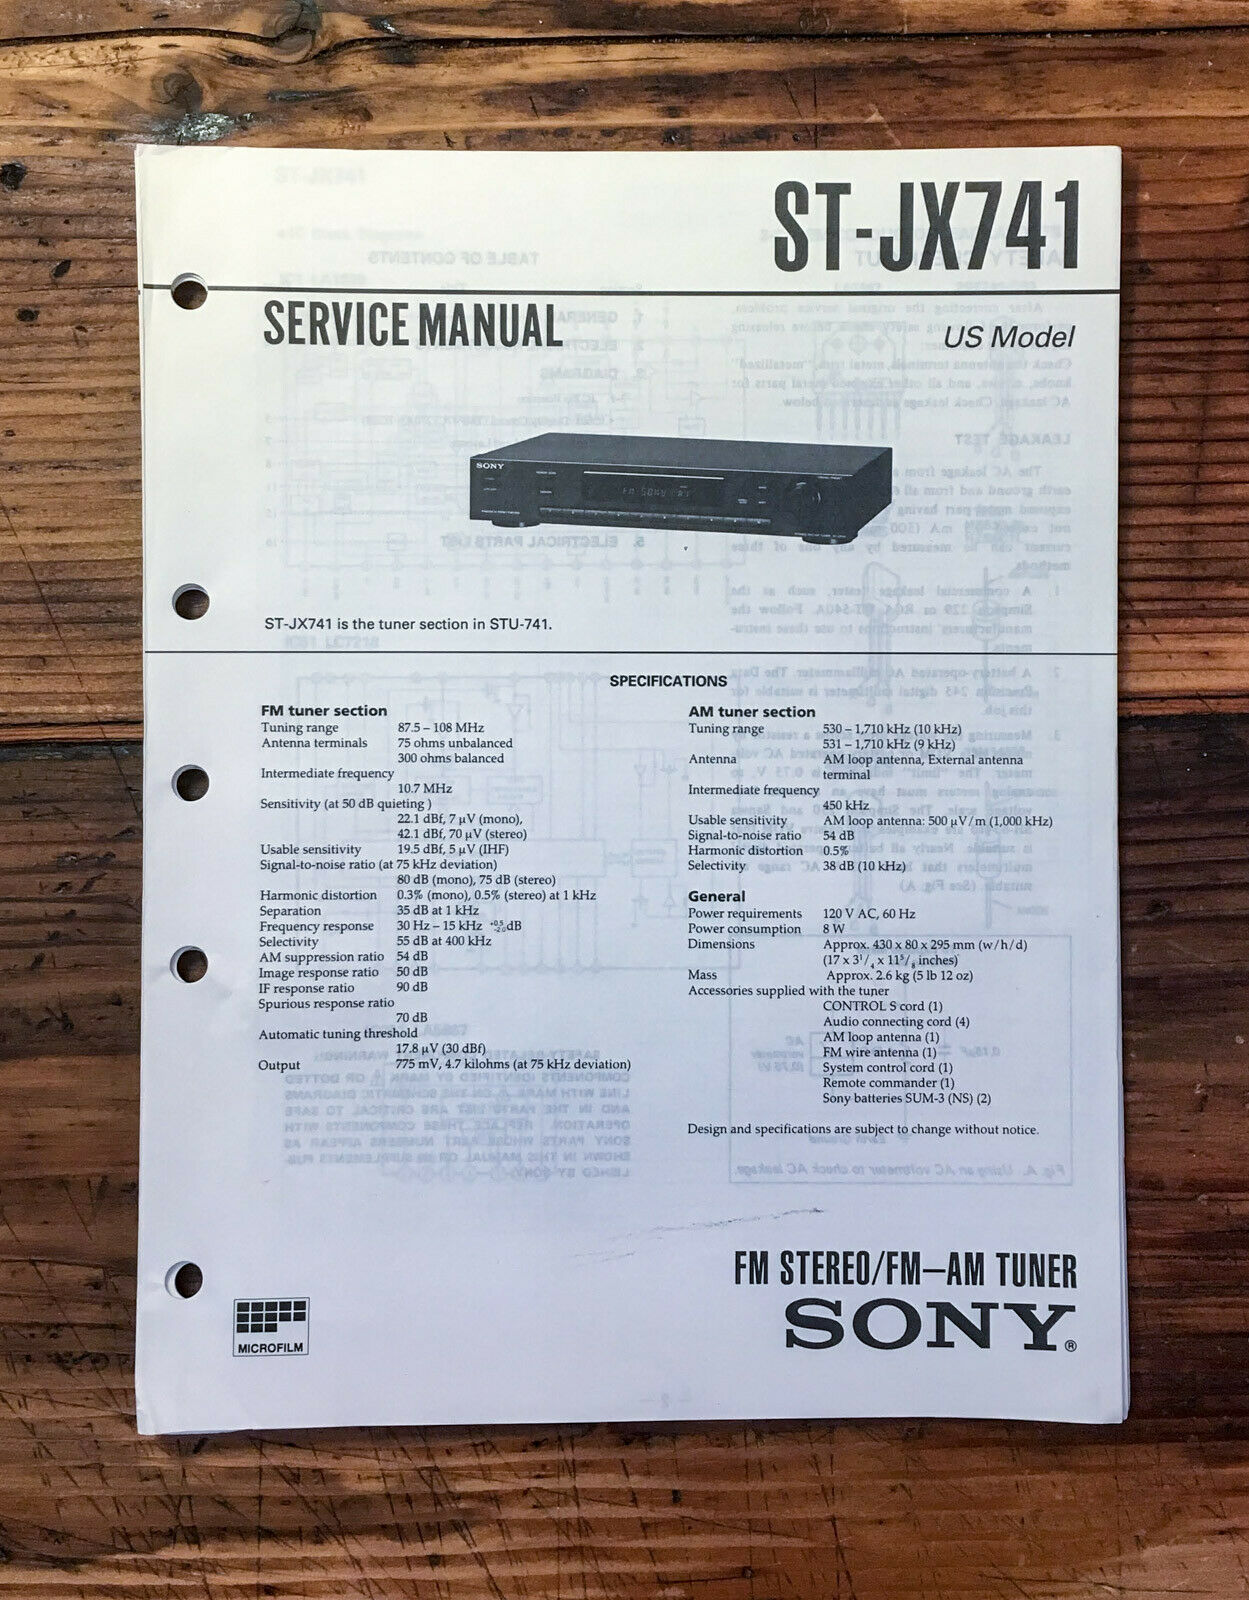 ST-JX741
SERVICE MANUAL
US Model
SONY
FM SONY
ST-JX741 is the tuner section in STU-741.
SPECIFICATIONS
FM tuner section
Tuning range 87.5 – 108 MHz
Antenna terminals 75 ohms unbalanced
300 ohms balanced
Intermediate frequency
10.7 MHz
Sensitivity (at 50 dB quieting )
22.1 dBf, 7 µV (mono),
42.1 dBf, 70 µV (stereo)
Usable sensitivity 19.5 dBf, 5 µV (IHF)
Signal-to-noise ratio (at 75 kHz deviation)
80 dB (mono), 75 dB (stereo)
Harmonic distortion 0.3% (mono), 0.5% (stereo) at 1 kHz
Separation 35 dB at 1 kHz
Frequency response 30 Hz – 15 kHz +0.5 -2.0 dB
Selectivity 55 dB at 400 kHz
AM suppression ratio 54 dB
Image response ratio 50 dB
IF response ratio 90 dB
Spurious response ratio
70 dB
Automatic tuning threshold
17.8 µV (30 dBf)
Output 775 mV, 4.7 kilohms (at 75 kHz deviation)
AM tuner section
Tuning range 530 – 1,710 kHz (10 kHz)
531 – 1,710 kHz (9 kHz)
Antenna AM loop antenna, External antenna
terminal
Intermediate frequency
450 kHz
Usable sensitivity AM loop antenna: 500 µV/m (1,000 kHz)
Signal-to-noise ratio 54 dB
Harmonic distortion 0.5%
Selectivity 38 dB (10 kHz)
General
Power requirements 120 V AC, 60 Hz
Power consumption 8 W
Dimensions Approx. 430 x 80 x 295 mm (w/h/d)
(17 x 3 1/4 x 11 5/8 inches)
Mass Approx. 2.6 kg (5 lb 12 oz)
Accessories supplied with the tuner
CONTROL S cord (1)
Audio connecting cord (4)
AM loop antenna (1)
FM wire antenna (1)
System control cord (1)
Remote commander (1)
Sony batteries SUM-3 (NS) (2)
Design and specifications are subject to change without notice.
FM STEREO/FM–AM TUNER
SONY®
MICROFILM